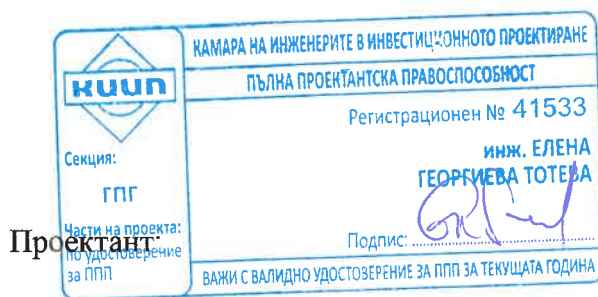 КАМАРА НА ИНЖЕНЕРИТЕ В ИНВЕСТИЦИОННОТО ПРОЕКТИРАНЕ
КИИП
ПЪЛНА ПРОЕКТАНТСКА ПРАВОСПОСОБНОСТ
Регистрационен № 41533
Секция:
инж. ЕЛЕНА
ГЕОРГИЕВА ТОТЕВА
ГПГ
Части на проекта:
Проектант:
по удостоверение
за ППП
Подпис:
ВАЖИ С ВАЛИДНО УДОСТОВЕРЕНИЕ ЗА ППП ЗА ТЕКУЩАТА ГОДИНА